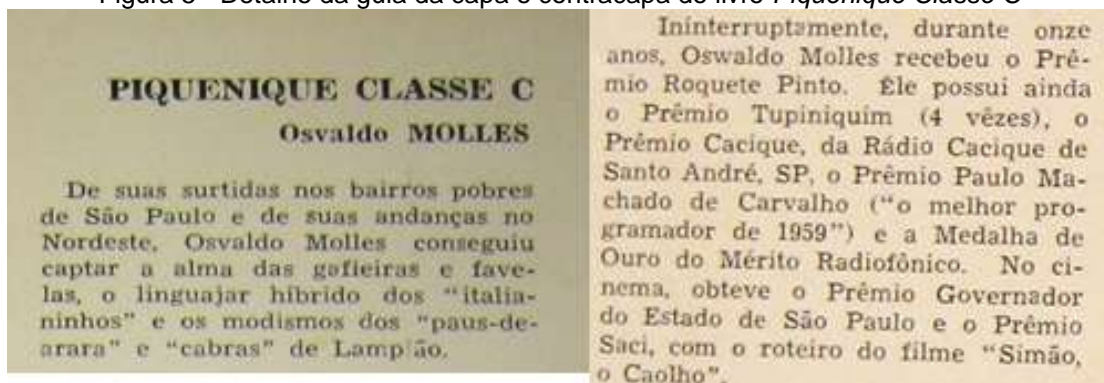 Figura 3 - Detalhe da guia da capa e contracapa do livro Piquenique Classe C
PIQUENIQUE CLASSE C
Osvaldo MOLLES
De suas surtidas nos bairros pobres
de São Paulo e de suas andanças no
Nordeste, Osvaldo Molles conseguiu
captar a alma das gafieiras e fave-
las, o linguajar híbrido dos "italia-
ninhos" e os modismos dos "paus-de-
arara" e "cabras" de Lampião.
Ininterruptamente, durante onze
anos, Oswaldo Molles recebeu o Prê-
mio Roquete Pinto. Êle possui ainda
o Prêmio Tupiniquim (4 vêzes), o
Prêmio Cacique, da Rádio Cacique de
Santo André, SP, o Prêmio Paulo Ma-
chado de Carvalho ("o melhor pro-
gramador de 1959") e a Medalha de
Ouro do Mérito Radiofônico. No ci-
nema, obteve o Prêmio Governador
do Estado de São Paulo e o Prêmio
Saci, com o roteiro do filme "Simão,
o Caolho".